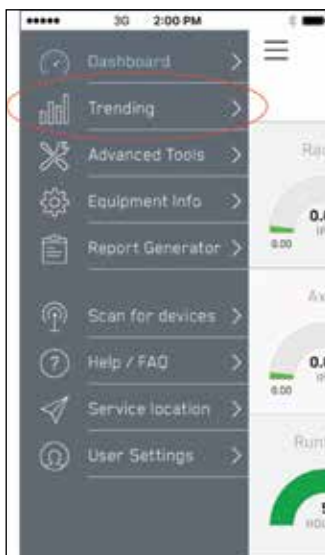 3G 2:00 PM
Dashboard
Trending
Advanced Tools
Equipment Info
Report Generator
Scan for devices
? Help / FAQ
Service location
User Settings
0.00
0.00